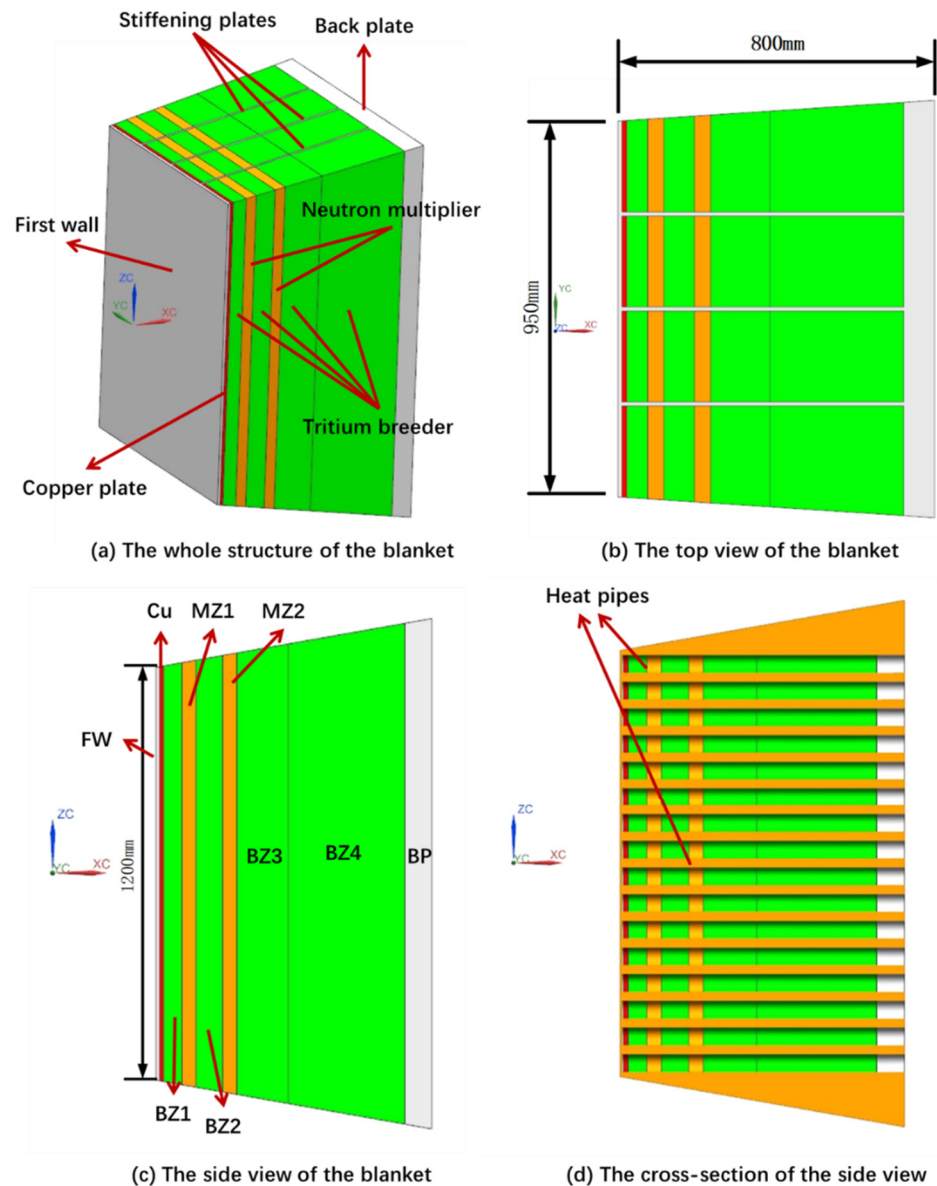 Stiffening plates
Back plate
First wall
Neutron multiplier
ZC
YC
XC
Tritium breeder
Copper plate
(a) The whole structure of the blanket
800mm
950mm
YC
ZC
XC
(b) The top view of the blanket
Cu
MZ1
MZ2
FW
ZC
YC
XC
1200mm
BZ3
BZ4
BP
BZ1
BZ2
(c) The side view of the blanket
Heat pipes
ZC
YC
XC
(d) The cross-section of the side view